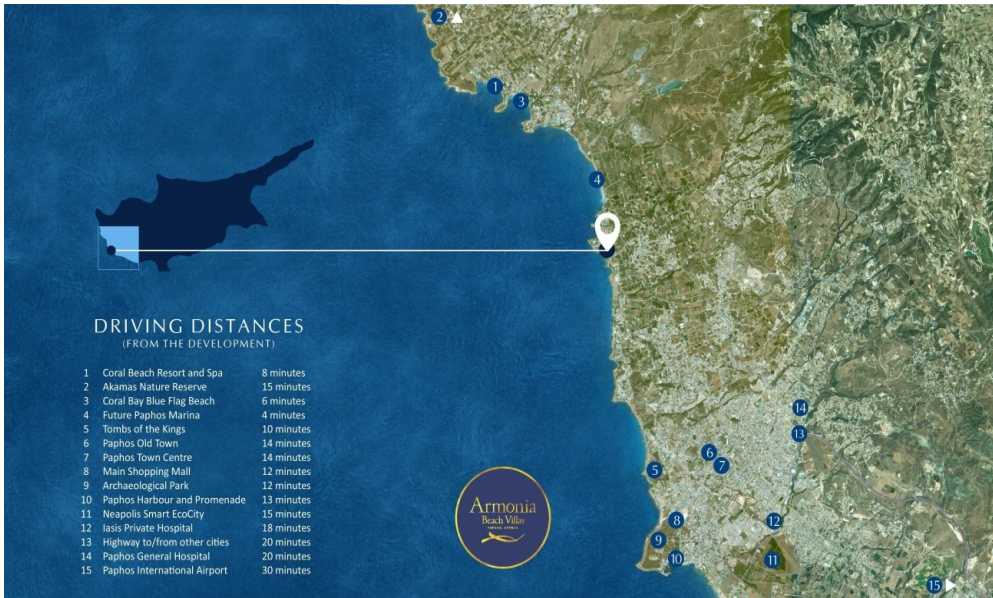 2
1
3
4
DRIVING DISTANCES
(FROM THE DEVELOPMENT)
1 Coral Beach Resort and Spa 8 minutes
2 Akamas Nature Reserve 15 minutes
3 Coral Bay Blue Flag Beach 6 minutes
4 Future Paphos Marina 4 minutes
5 Tombs of the Kings 10 minutes
6 Paphos Old Town 14 minutes
7 Paphos Town Centre 14 minutes
8 Main Shopping Mall 12 minutes
9 Archaeological Park 12 minutes
10 Paphos Harbour and Promenade 13 minutes
11 Neapolis Smart EcoCity 15 minutes
12 Iasis Private Hospital 18 minutes
13 Highway to/from other cities 20 minutes
14 Paphos General Hospital 20 minutes
15 Paphos International Airport 30 minutes
Armonia
Beach Villas
PAPHOS CYPRUS
14
13
6
7
5
8
12
9
10
11
15